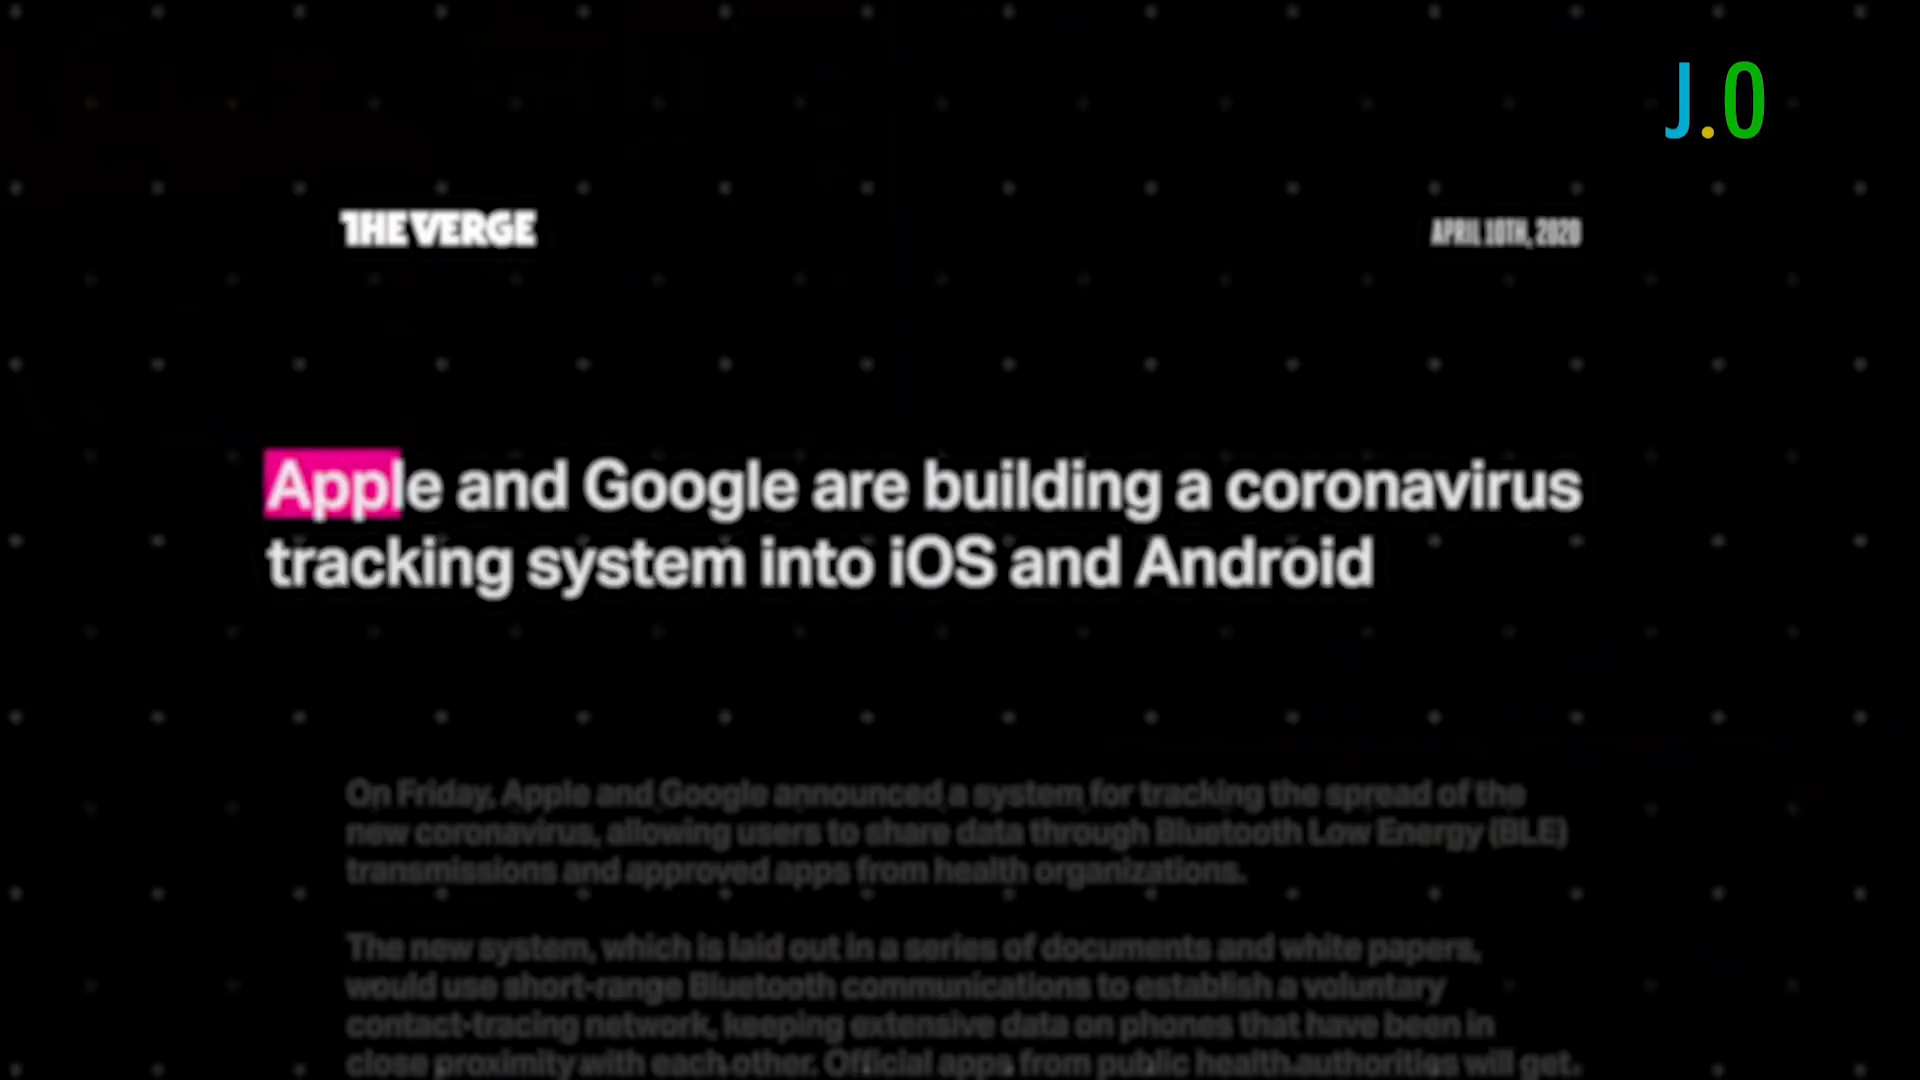 J.0
THE VERGE
APRIL 10TH, 2020
Apple and Google are building a coronavirus
tracking system into iOS and Android
On Friday, Apple and Google announced a system for tracking the spread of the
new coronavirus, allowing users to share data through Bluetooth Low Energy (BLE)
transmissions and approved apps from health organizations.
The new system, which is laid out in a series of documents and white papers,
would use short-range Bluetooth communications to establish a voluntary
contact-tracing network, keeping extensive data on phones that have been in
close proximity with each other. Official apps from public health authorities will get